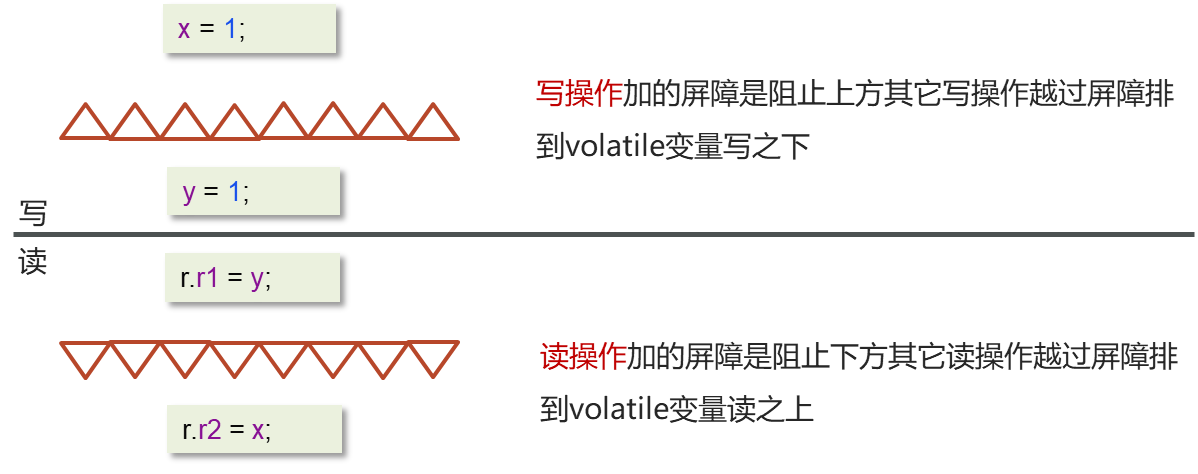 x = 1;
写操作加的屏障是阻止上方其它写操作越过屏障排
到volatile变量写之下
y = 1;
写
读
r.r1 = y;
读操作加的屏障是阻止下方其它读操作越过屏障排
到volatile变量读之上
r.r2 = x;